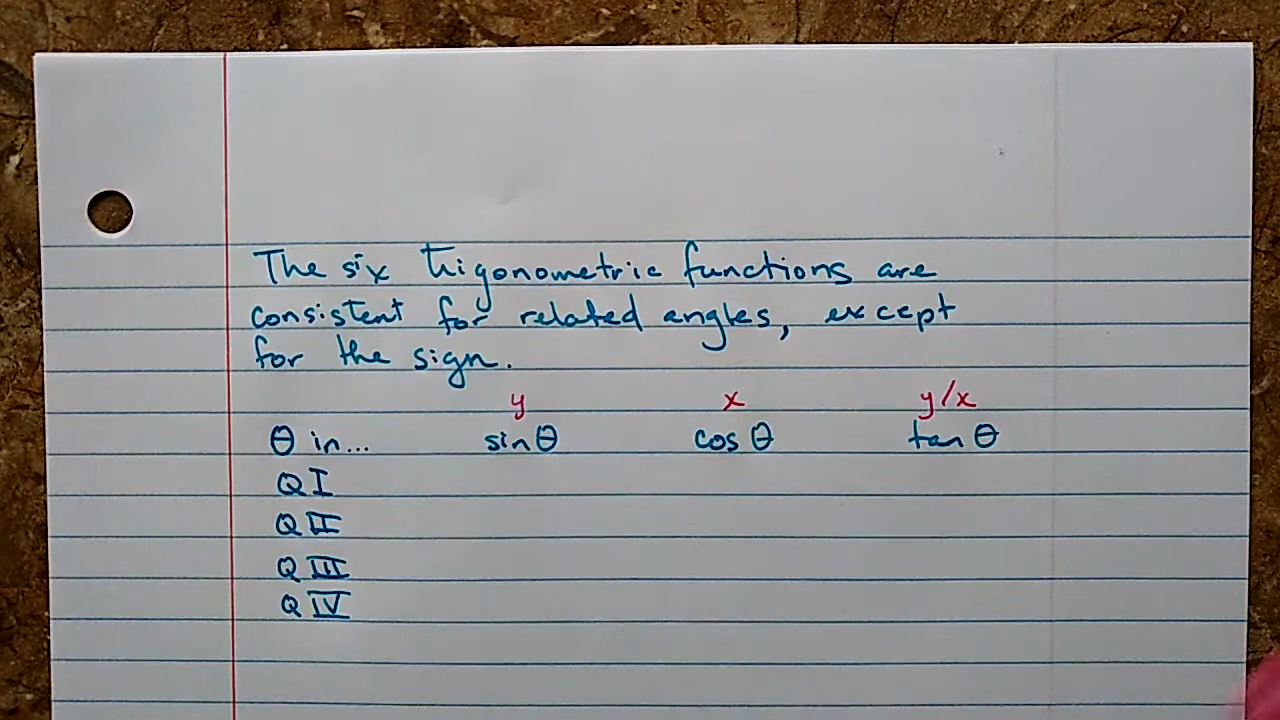 The six trigonometric functions are
consistent for related angles, except
for the sign.
y x y/x
θ in... sin θ cos θ tan θ
Q I
Q II
Q III
Q IV